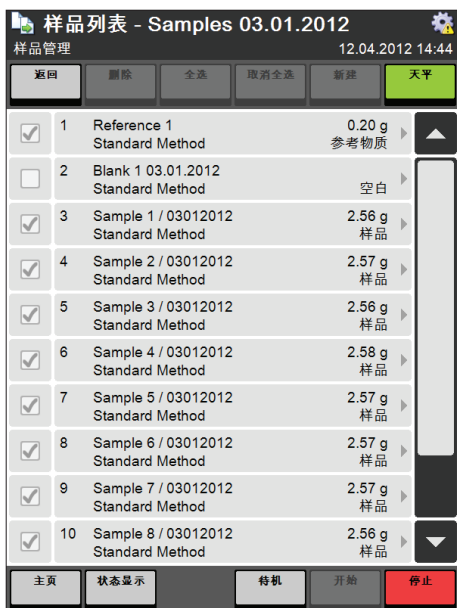 样品列表 - Samples 03.01.2012
样品管理 12.04.2012 14:44
返回 删除 全选 取消全选 新建 天平
1 Reference 1 0.20 g
Standard Method 参考物质
2 Blank 1 03.01.2012
Standard Method 空白
3 Sample 1 / 03012012 2.56 g
Standard Method 样品
4 Sample 2 / 03012012 2.57 g
Standard Method 样品
5 Sample 3 / 03012012 2.56 g
Standard Method 样品
6 Sample 4 / 03012012 2.58 g
Standard Method 样品
7 Sample 5 / 03012012 2.57 g
Standard Method 样品
8 Sample 6 / 03012012 2.57 g
Standard Method 样品
9 Sample 7 / 03012012 2.57 g
Standard Method 样品
10 Sample 8 / 03012012 2.56 g
Standard Method 样品
主页 状态显示 待机 开始 停止